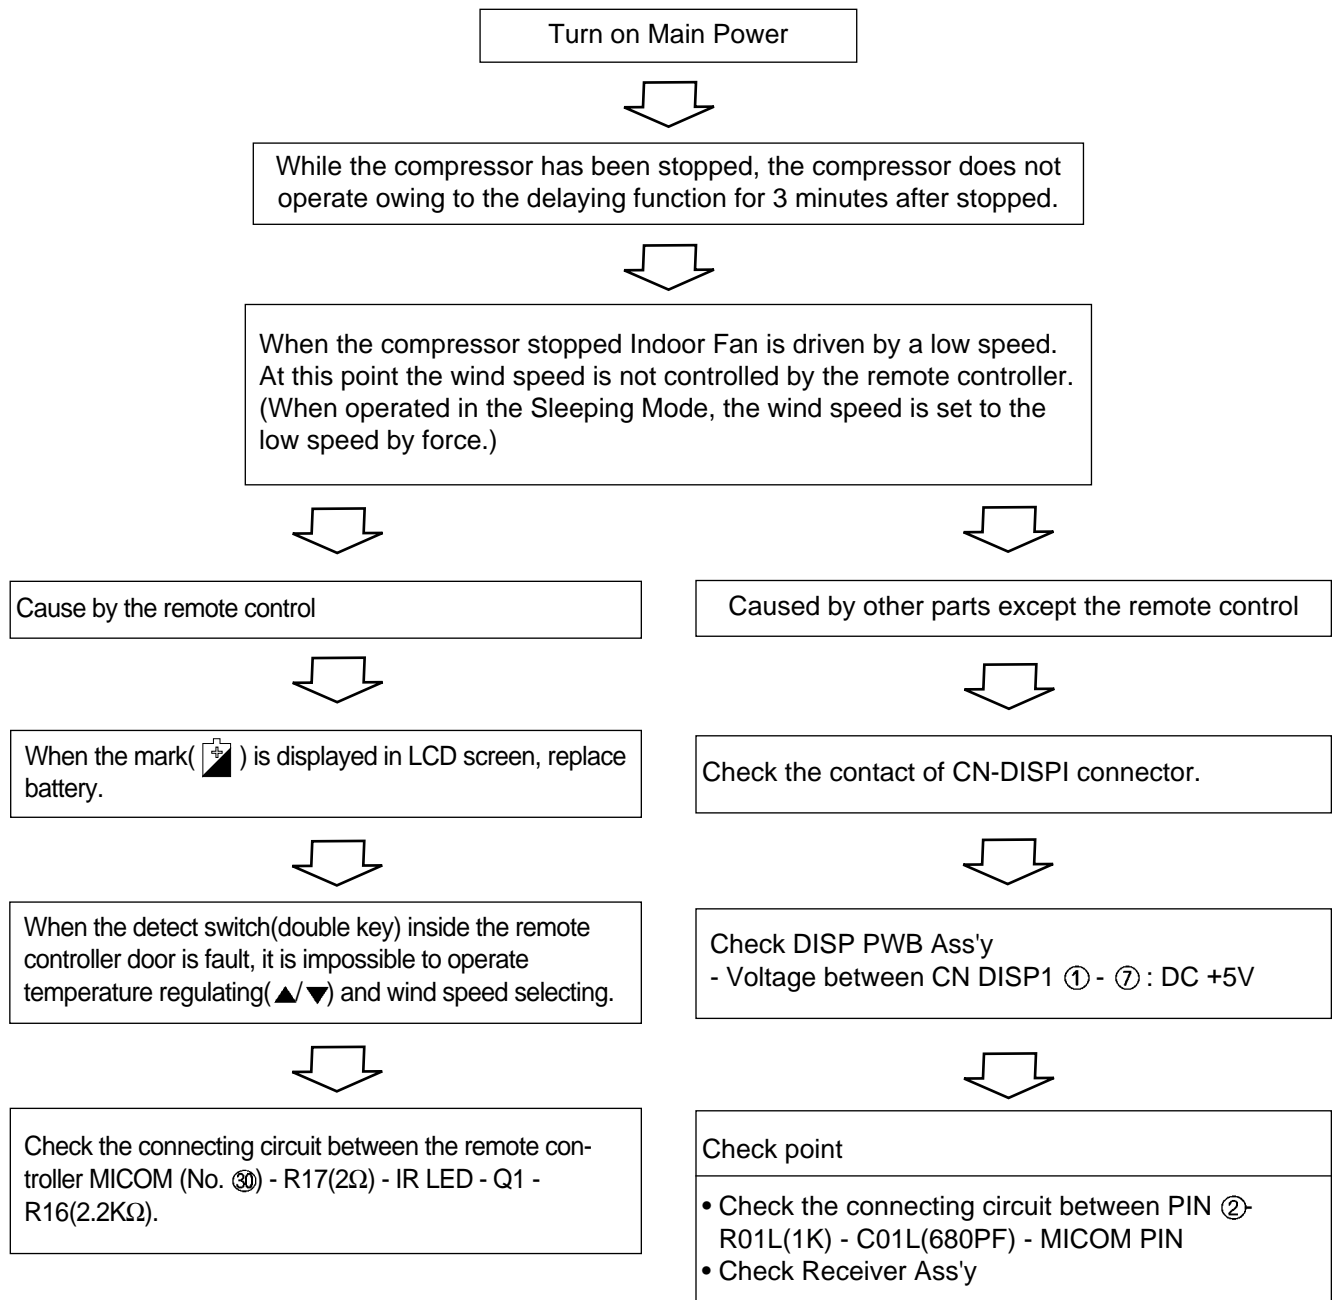 Turn on Main Power
While the compressor has been stopped, the compressor does not
operate owing to the delaying function for 3 minutes after stopped.
When the compressor stopped Indoor Fan is driven by a low speed.
At this point the wind speed is not controlled by the remote controller.
(When operated in the Sleeping Mode, the wind speed is set to the
low speed by force.)
Cause by the remote control
When the mark( ) is displayed in LCD screen, replace
battery.
When the detect switch(double key) inside the remote
controller door is fault, it is impossible to operate
temperature regulating(▲/▼) and wind speed selecting.
Check the connecting circuit between the remote con-
troller MICOM (No. ㉚) - R17(2Ω) - IR LED - Q1 -
R16(2.2KΩ).
Caused by other parts except the remote control
Check the contact of CN-DISPI connector.
Check DISP PWB Ass'y
- Voltage between CN DISP1 ① - ⑦ : DC +5V
Check point
• Check the connecting circuit between PIN ②-
R01L(1K) - C01L(680PF) - MICOM PIN
• Check Receiver Ass'y